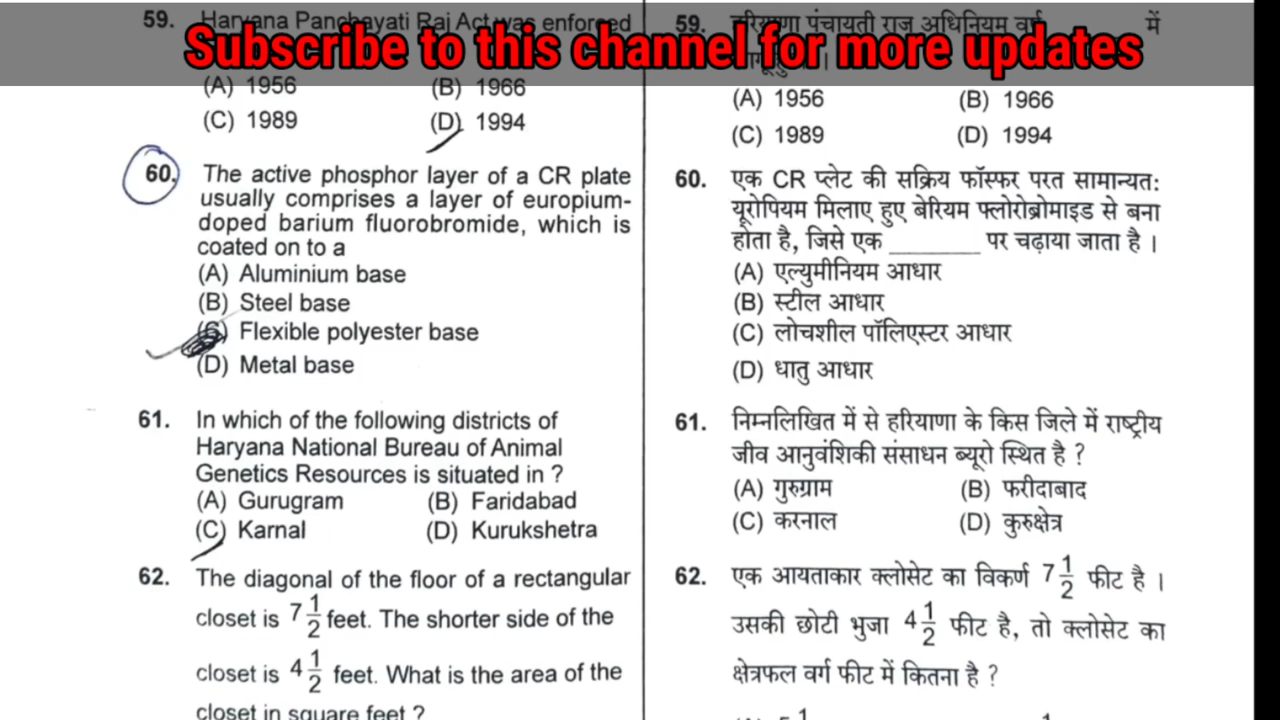 Subscribe to this channel for more updates
59. Haryana Panchayati Raj Act was enforced
(A) 1956 (B) 1966
(C) 1989 (D) 1994
60. The active phosphor layer of a CR plate
usually comprises a layer of europium-
doped barium fluorobromide, which is
coated on to a
(A) Aluminium base
(B) Steel base
(C) Flexible polyester base
(D) Metal base
61. In which of the following districts of
Haryana National Bureau of Animal
Genetics Resources is situated in ?
(A) Gurugram (B) Faridabad
(C) Karnal (D) Kurukshetra
62. The diagonal of the floor of a rectangular
closet is 7 1/2 feet. The shorter side of the
closet is 4 1/2 feet. What is the area of the
closet in square feet ?
59. हरियाणा पंचायती राज अधिनियम वर्ष में
(A) 1956 (B) 1966
(C) 1989 (D) 1994
60. एक CR प्लेट की सक्रिय फॉस्फर परत सामान्यत:
यूरोपियम मिलाए हुए बेरियम फ्लोरोब्रोमाइड से बना
होता है, जिसे एक ________ पर चढ़ाया जाता है ।
(A) एल्युमीनियम आधार
(B) स्टील आधार
(C) लोचशील पॉलिएस्टर आधार
(D) धातु आधार
61. निम्नलिखित में से हरियाणा के किस जिले में राष्ट्रीय
जीव आनुवंशिकी संसाधन ब्यूरो स्थित है ?
(A) गुरुग्राम (B) फरीदाबाद
(C) करनाल (D) कुरुक्षेत्र
62. एक आयताकार क्लोसेट का विकर्ण 7 1/2 फीट है ।
उसकी छोटी भुजा 4 1/2 फीट है, तो क्लोसेट का
क्षेत्रफल वर्ग फीट में कितना है ?